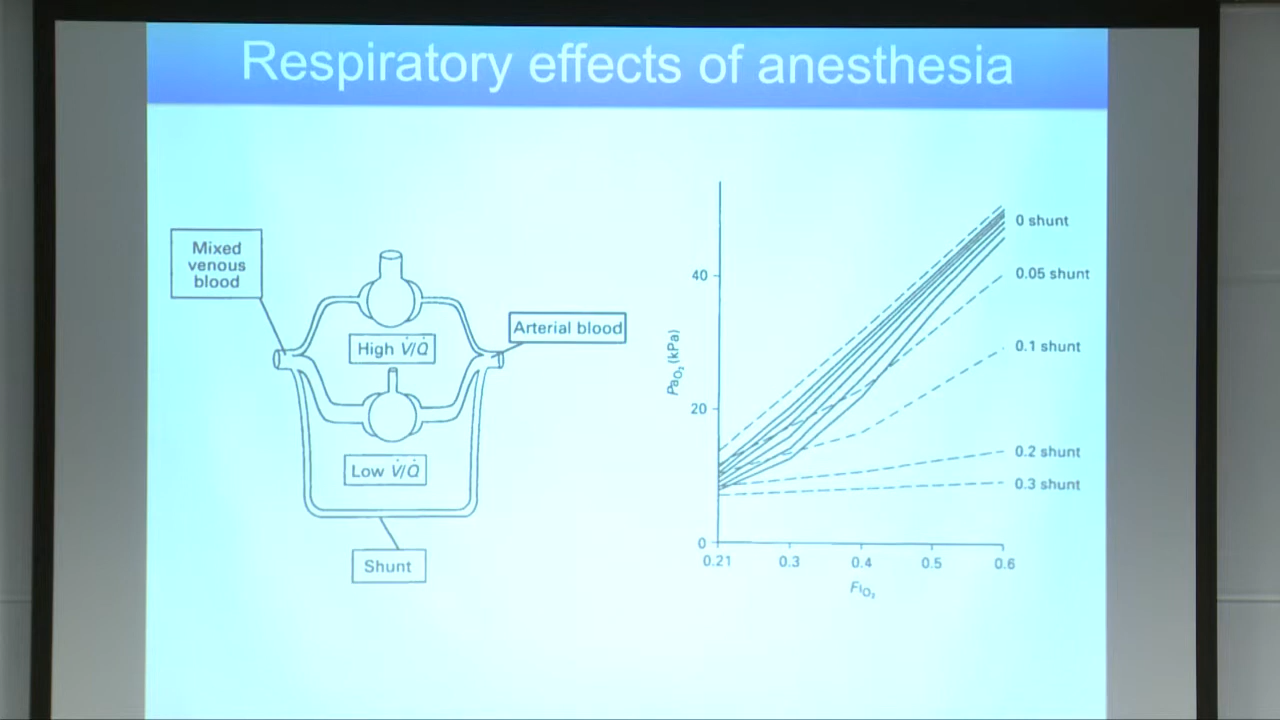 Respiratory effects of anesthesia
Mixed
venous
blood
High V̇/Q̇
Arterial blood
Low V̇/Q̇
Shunt
PaO₂ (kPa)
40
20
0
0.21
0.3
0.4
0.5
0.6
FIO₂
0 shunt
0.05 shunt
0.1 shunt
0.2 shunt
0.3 shunt